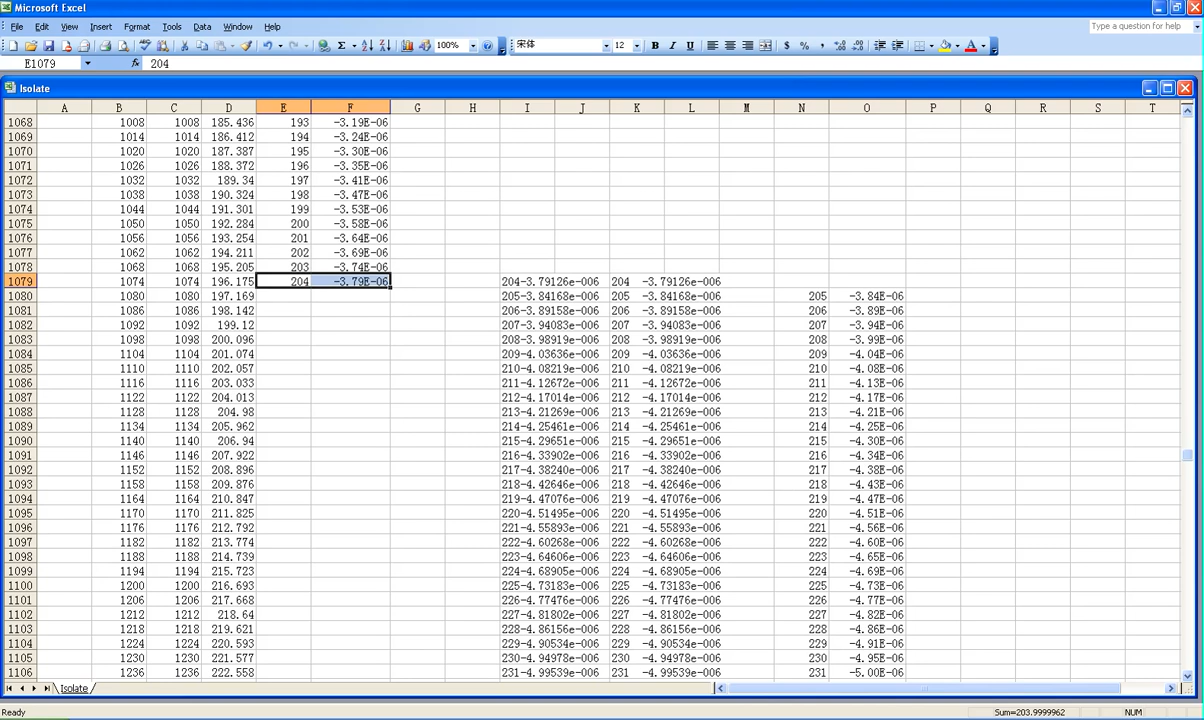 Microsoft Excel
File Edit View Insert Format Tools Data Window Help
Type a question for help
100% 宋体 12 B I U $ % ,
E1079 fx 204
Isolate
A B C D E F G H I J K L M N O P Q R S T
1068 1008 1008 185.436 193 -3.19E-06
1069 1014 1014 186.412 194 -3.24E-06
1070 1020 1020 187.387 195 -3.30E-06
1071 1026 1026 188.372 196 -3.35E-06
1072 1032 1032 189.34 197 -3.41E-06
1073 1038 1038 190.324 198 -3.47E-06
1074 1044 1044 191.301 199 -3.53E-06
1075 1050 1050 192.284 200 -3.58E-06
1076 1056 1056 193.254 201 -3.64E-06
1077 1062 1062 194.211 202 -3.69E-06
1078 1068 1068 195.205 203 -3.74E-06
1079 1074 1074 196.175 204 -3.79E-06 204-3.79126e-006 204 -3.79126e-006
1080 1080 1080 197.169 205-3.84168e-006 205 -3.84168e-006 205 -3.84E-06
1081 1086 1086 198.142 206-3.89158e-006 206 -3.89158e-006 206 -3.89E-06
1082 1092 1092 199.12 207-3.94083e-006 207 -3.94083e-006 207 -3.94E-06
1083 1098 1098 200.096 208-3.98919e-006 208 -3.98919e-006 208 -3.99E-06
1084 1104 1104 201.074 209-4.03636e-006 209 -4.03636e-006 209 -4.04E-06
1085 1110 1110 202.057 210-4.08219e-006 210 -4.08219e-006 210 -4.08E-06
1086 1116 1116 203.033 211-4.12672e-006 211 -4.12672e-006 211 -4.13E-06
1087 1122 1122 204.013 212-4.17014e-006 212 -4.17014e-006 212 -4.17E-06
1088 1128 1128 204.98 213-4.21269e-006 213 -4.21269e-006 213 -4.21E-06
1089 1134 1134 205.962 214-4.25461e-006 214 -4.25461e-006 214 -4.25E-06
1090 1140 1140 206.94 215-4.29651e-006 215 -4.29651e-006 215 -4.30E-06
1091 1146 1146 207.922 216-4.33902e-006 216 -4.33902e-006 216 -4.34E-06
1092 1152 1152 208.896 217-4.38240e-006 217 -4.38240e-006 217 -4.38E-06
1093 1158 1158 209.876 218-4.42646e-006 218 -4.42646e-006 218 -4.43E-06
1094 1164 1164 210.847 219-4.47076e-006 219 -4.47076e-006 219 -4.47E-06
1095 1170 1170 211.825 220-4.51495e-006 220 -4.51495e-006 220 -4.51E-06
1096 1176 1176 212.792 221-4.55893e-006 221 -4.55893e-006 221 -4.56E-06
1097 1182 1182 213.774 222-4.60268e-006 222 -4.60268e-006 222 -4.60E-06
1098 1188 1188 214.739 223-4.64606e-006 223 -4.64606e-006 223 -4.65E-06
1099 1194 1194 215.723 224-4.68905e-006 224 -4.68905e-006 224 -4.69E-06
1100 1200 1200 216.693 225-4.73183e-006 225 -4.73183e-006 225 -4.73E-06
1101 1206 1206 217.668 226-4.77476e-006 226 -4.77476e-006 226 -4.77E-06
1102 1212 1212 218.64 227-4.81802e-006 227 -4.81802e-006 227 -4.82E-06
1103 1218 1218 219.621 228-4.86156e-006 228 -4.86156e-006 228 -4.86E-06
1104 1224 1224 220.593 229-4.90534e-006 229 -4.90534e-006 229 -4.91E-06
1105 1230 1230 221.577 230-4.94978e-006 230 -4.94978e-006 230 -4.95E-06
1106 1236 1236 222.558 231-4.99539e-006 231 -4.99539e-006 231 -5.00E-06
Isolate
Ready Sum=203.9999962 NUM